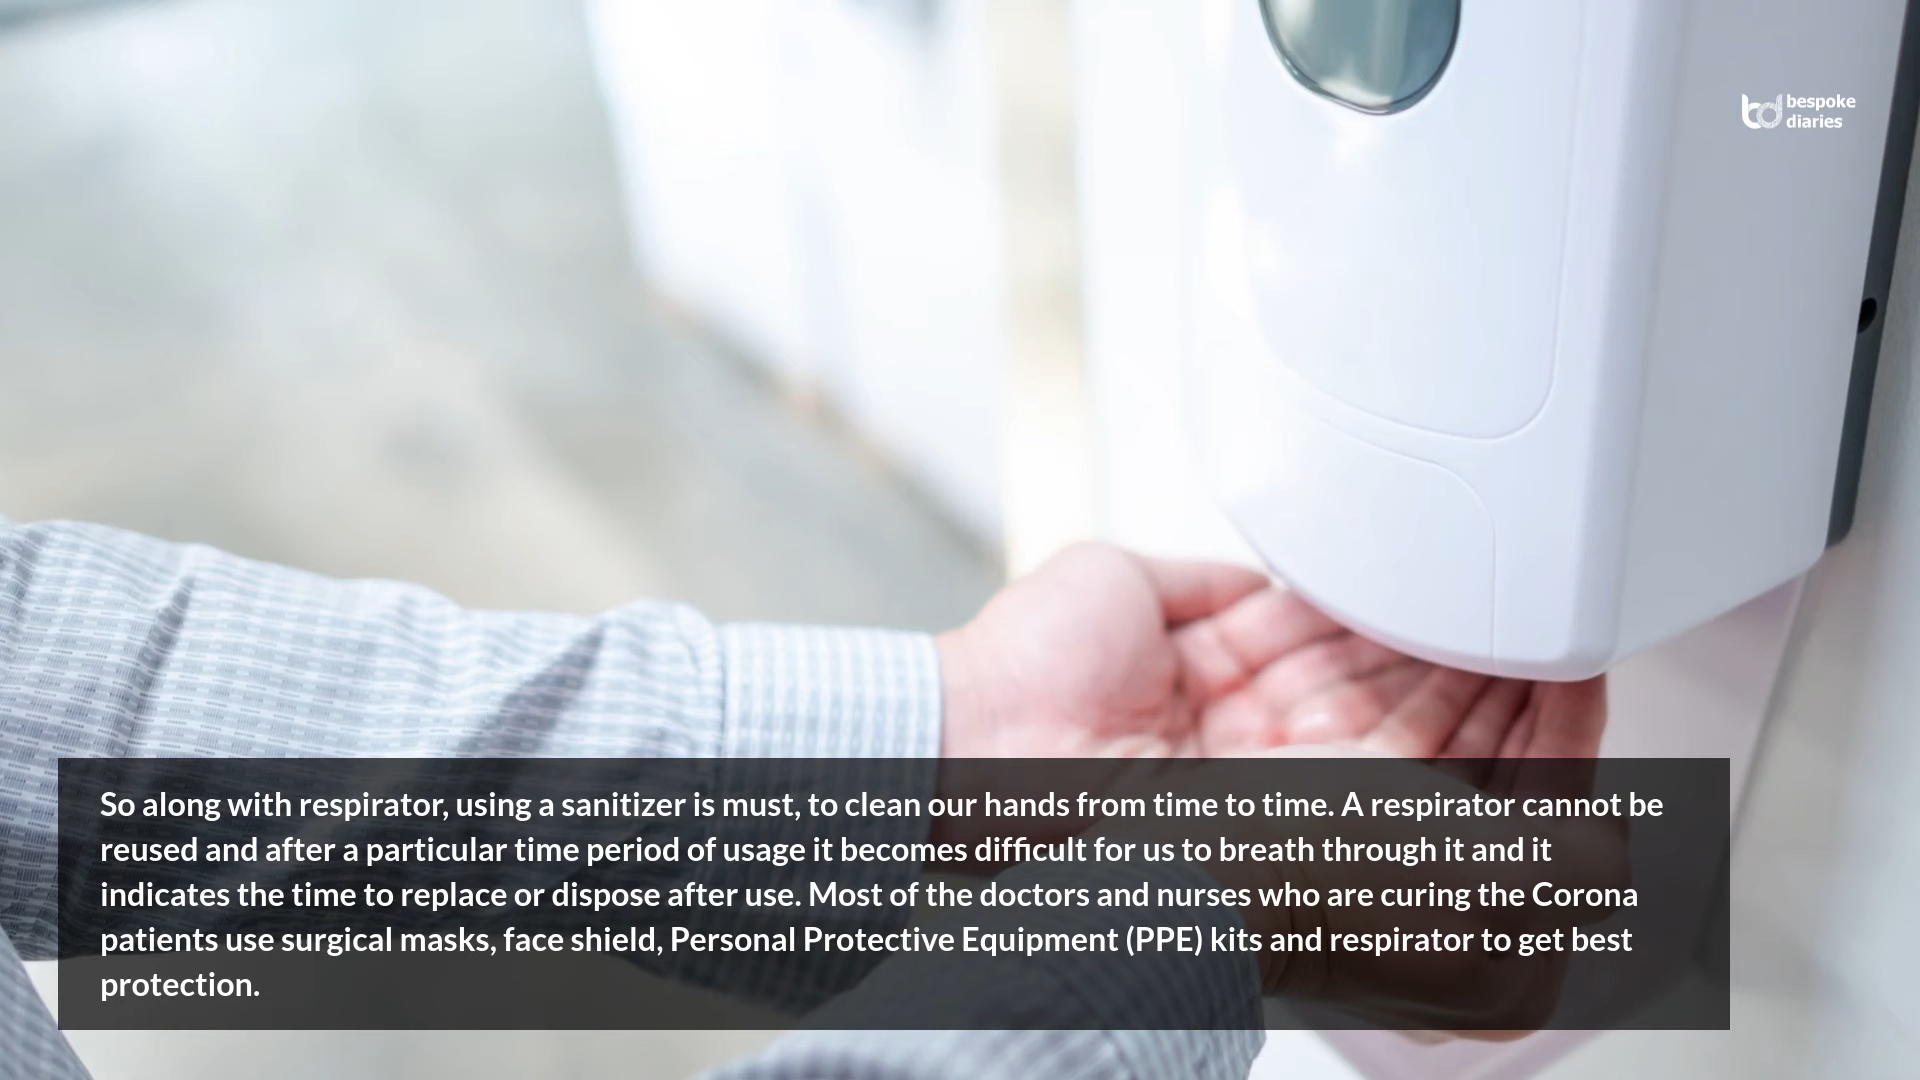 bespoke
diaries
So along with respirator, using a sanitizer is must, to clean our hands from time to time. A respirator cannot be
reused and after a particular time period of usage it becomes difficult for us to breath through it and it
indicates the time to replace or dispose after use. Most of the doctors and nurses who are curing the Corona
patients use surgical masks, face shield, Personal Protective Equipment (PPE) kits and respirator to get best
protection.